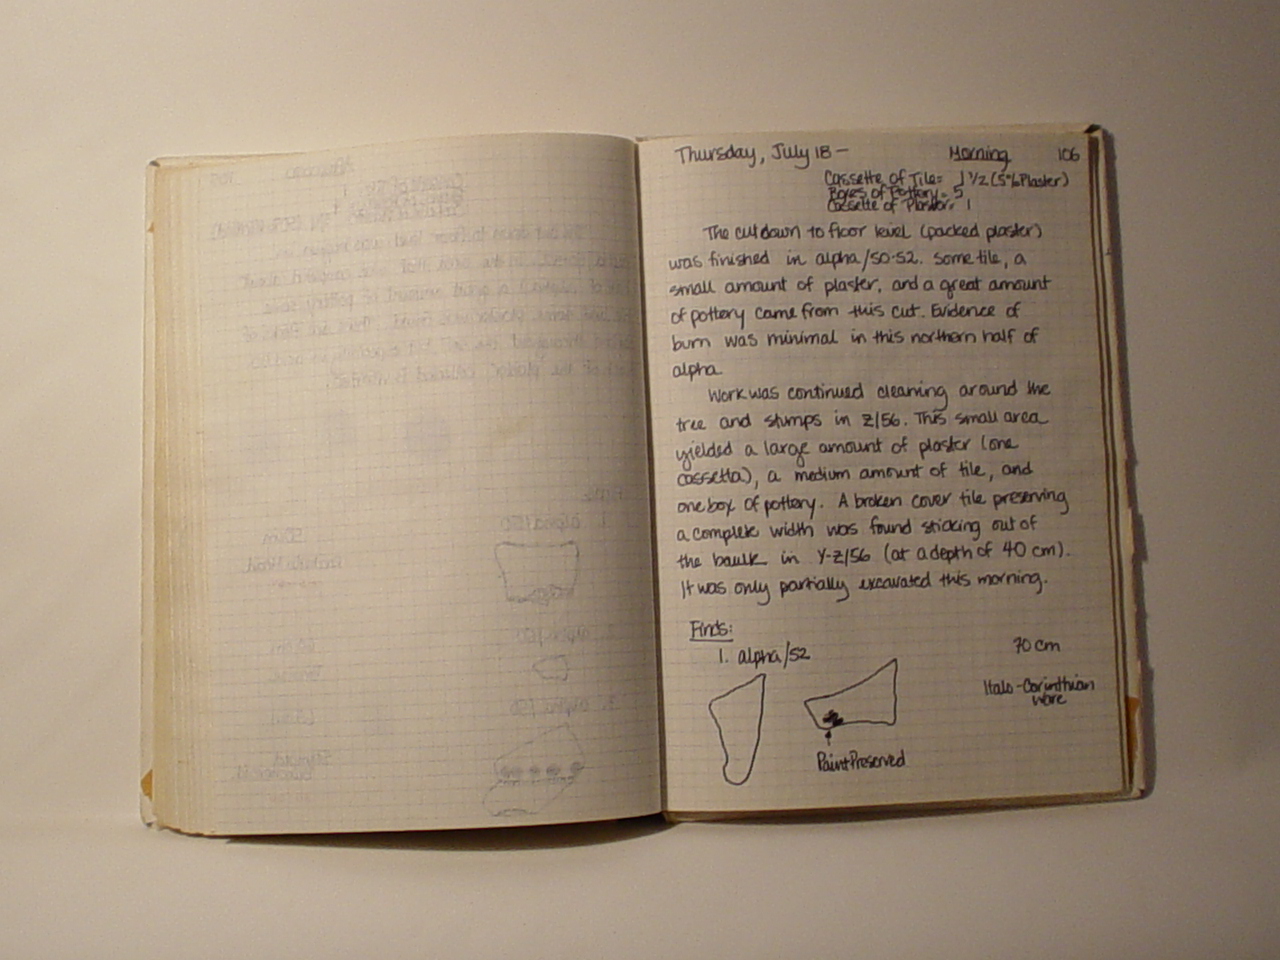 Thursday, July 18 - Morning 106
Cassette of Tile= 1 1/2 (5% Plaster)
Boxes of Pottery= 5
Cassette of Plaster= 1
The cutdown to floor level (packed plaster)
was finished in alpha/50-52. Some tile, a
small amount of plaster, and a great amount
of pottery came from this cut. Evidence of
burn was minimal in this northern half of
alpha.
Work was continued cleaning around the
tree and stumps in Z/56. This small area
yielded a large amount of plaster (one
cassetta), a medium amount of tile, and
one box of pottery. A broken cover tile preserving
a complete width was found sticking out of
the baulk in Y-Z/56 (at a depth of 40 cm).
It was only partially excavated this morning.
Finds:
1. alpha/52 70 cm
Italo-Corinthian
ware
Paint Preserved